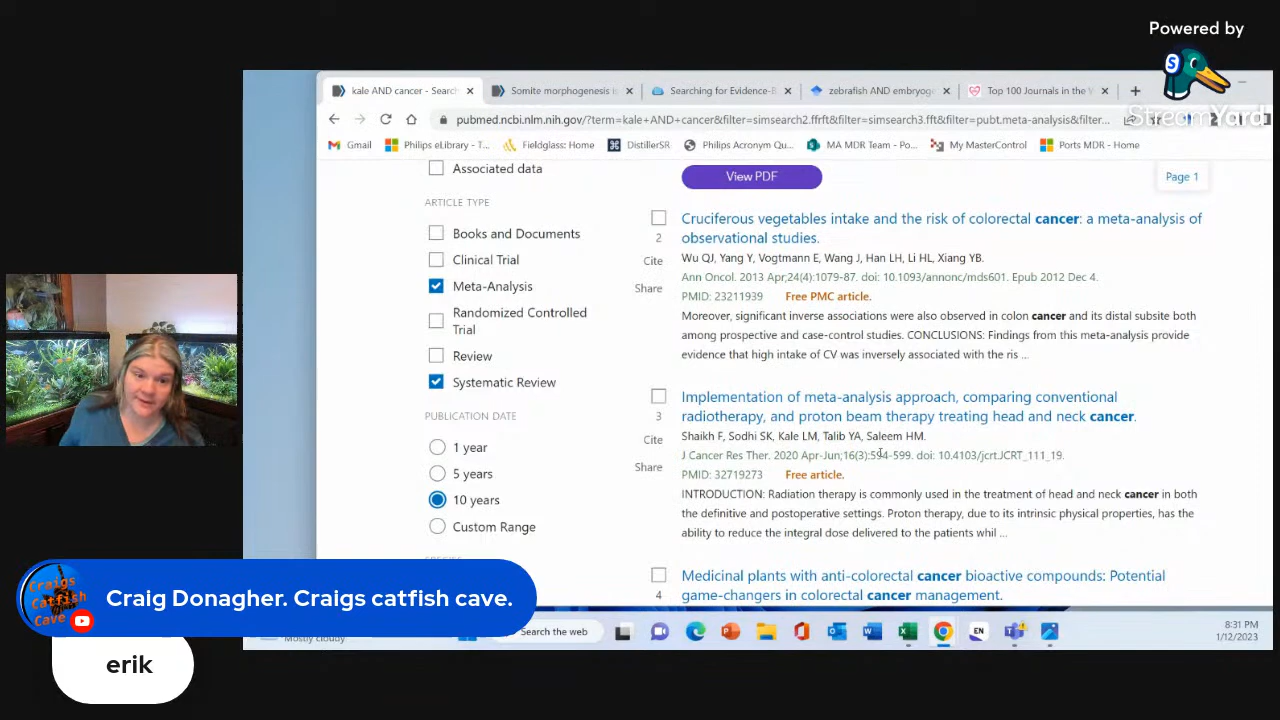 Powered by
StreamYard
kale AND cancer - Search
Somite morphogenesis is
Searching for Evidence-B
zebrafish AND embryoge
Top 100 Journals in the W
pubmed.ncbi.nlm.nih.gov/?term=kale+AND+cancer&filter=simsearch2.ffrft&filter=simsearch3.fft&filter=pubt.meta-analysis&filter...
Gmail
Philips eLibrary - T...
Fieldglass: Home
DistillerSR
Philips Acronym Qu...
MA MDR Team - Po...
My MasterControl
Ports MDR - Home
Associated data
ARTICLE TYPE
Books and Documents
Clinical Trial
Meta-Analysis
Randomized Controlled
Trial
Review
Systematic Review
PUBLICATION DATE
1 year
5 years
10 years
Custom Range
View PDF
Page 1
2
Cite
Share
Cruciferous vegetables intake and the risk of colorectal cancer: a meta-analysis of
observational studies.
Wu QJ, Yang Y, Vogtmann E, Wang J, Han LH, Li HL, Xiang YB.
Ann Oncol. 2013 Apr;24(4):1079-87. doi: 10.1093/annonc/mds601. Epub 2012 Dec 4.
PMID: 23211939 Free PMC article.
Moreover, significant inverse associations were also observed in colon cancer and its distal subsite both
among prospective and case-control studies. CONCLUSIONS: Findings from this meta-analysis provide
evidence that high intake of CV was inversely associated with the ris ...
3
Cite
Share
Implementation of meta-analysis approach, comparing conventional
radiotherapy, and proton beam therapy treating head and neck cancer.
Shaikh F, Sodhi SK, Kale LM, Talib YA, Saleem HM.
J Cancer Res Ther. 2020 Apr-Jun;16(3):594-599. doi: 10.4103/jcrt.JCRT_111_19.
PMID: 32719273 Free article.
INTRODUCTION: Radiation therapy is commonly used in the treatment of head and neck cancer in both
the definitive and postoperative settings. Proton therapy, due to its intrinsic physical properties, has the
ability to reduce the integral dose delivered to the patients whil ...
4
Medicinal plants with anti-colorectal cancer bioactive compounds: Potential
game-changers in colorectal cancer management.
Craigs
Catfish
Cave
Craig Donagher. Craigs catfish cave.
erik
Mostly cloudy
Search the web
EN
8:31 PM
1/12/2023